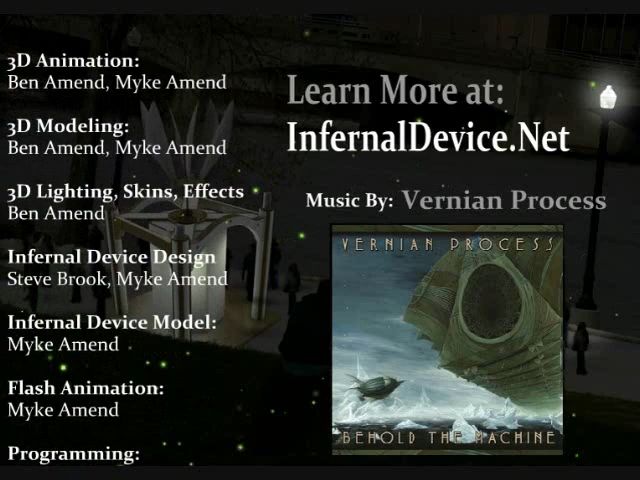 3D Animation:
Ben Amend, Myke Amend
3D Modeling:
Ben Amend, Myke Amend
3D Lighting, Skins, Effects
Ben Amend
Infernal Device Design
Steve Brook, Myke Amend
Infernal Device Model:
Myke Amend
Flash Animation:
Myke Amend
Programming:
Learn More at:
InfernalDevice.Net
Music By: Vernian Process
VERNIAN PROCESS
BEHOLD THE MACHINE